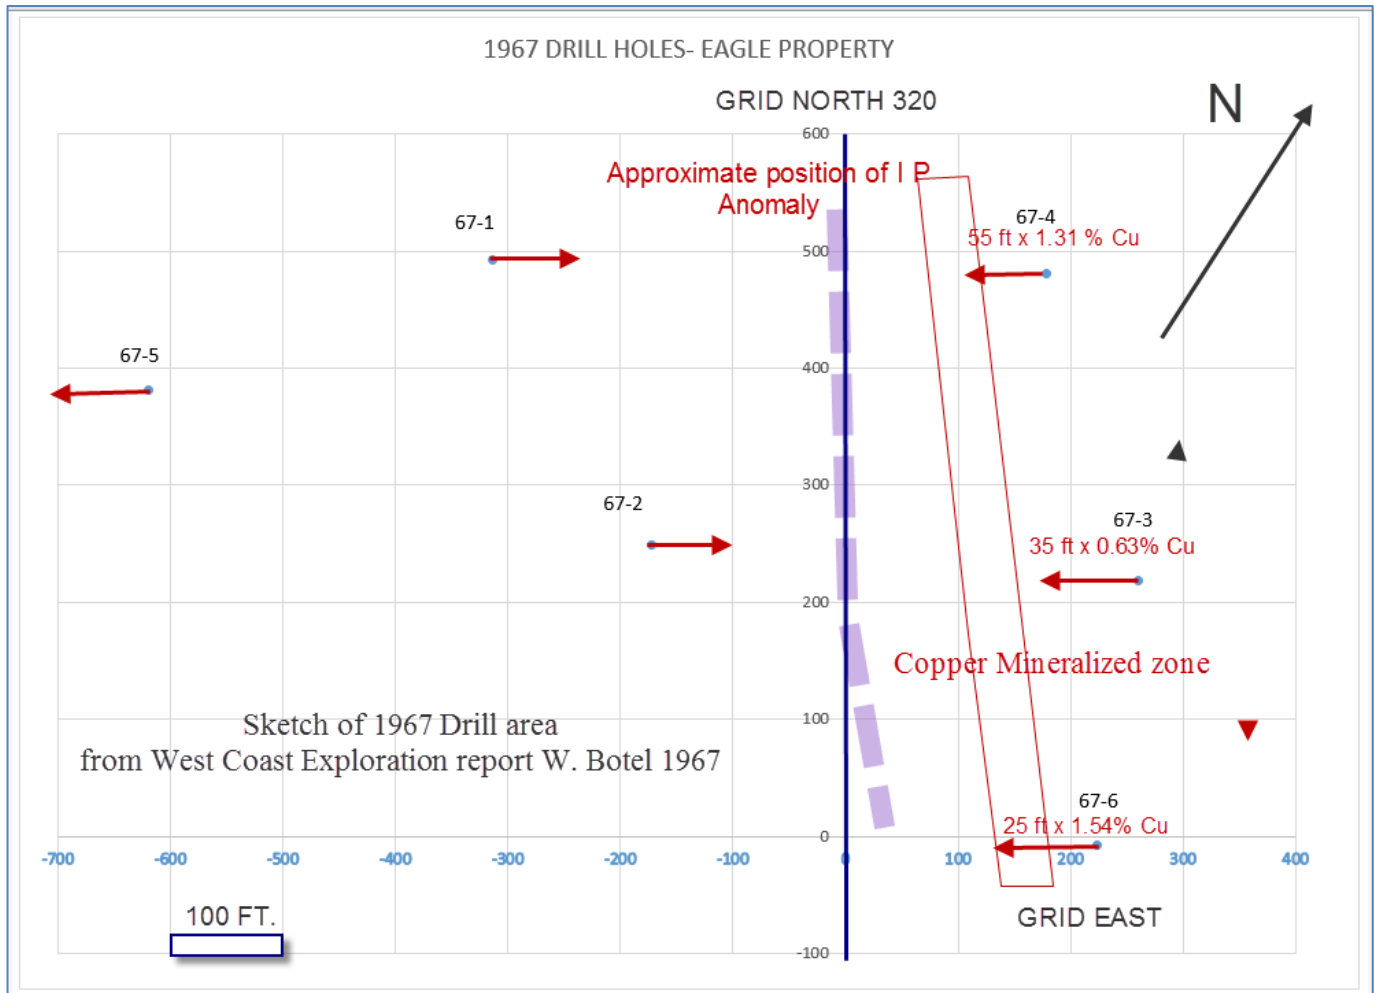 1967 DRILL HOLES- EAGLE PROPERTY
GRID NORTH 320
N
600
Approximate position of I P
Anomaly
67-1
67-4
55 ft x 1.31 % Cu
500
67-5
400
300
67-2
67-3
35 ft x 0.63% Cu
200
Copper Mineralized zone
100
Sketch of 1967 Drill area
from West Coast Exploration report W. Botel 1967
67-6
25 ft x 1.54% Cu
0
-700 -600 -500 -400 -300 -200 -100 0 100 200 300 400
100 FT.
GRID EAST
-100